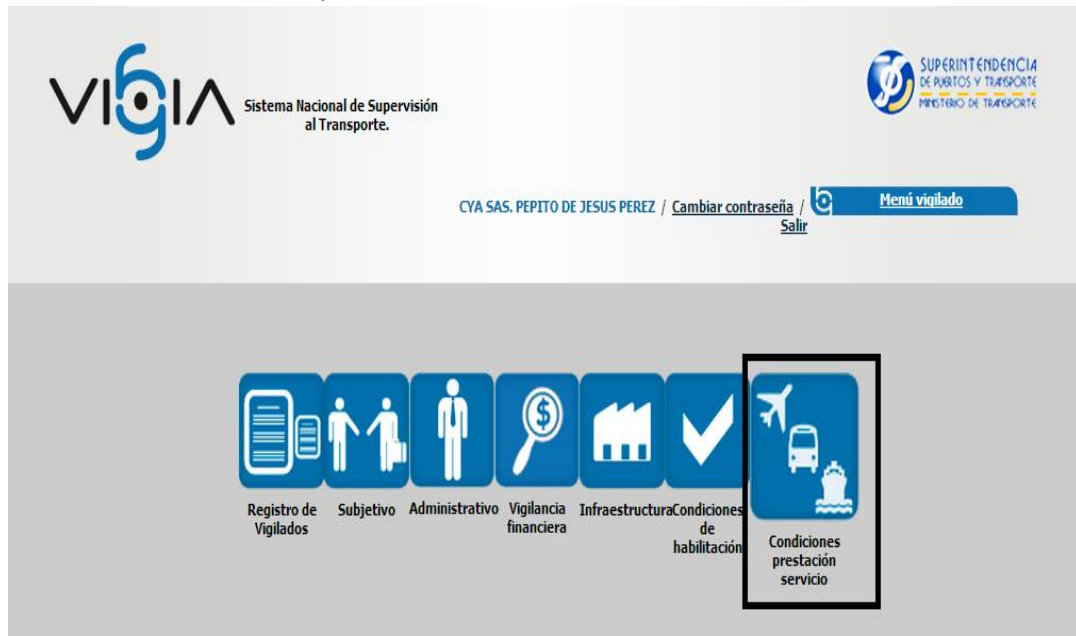 VIGIA
Sistema Nacional de Supervisión
al Transporte.
SUPERINTENDENCIA
DE PUERTOS Y TRANSPORTE
MINISTERIO DE TRANSPORTE
CYA SAS. PEPITO DE JESUS PEREZ / Cambiar contraseña /
Salir
Menú vigilado
$
Registro de
Vigilados
Subjetivo
Administrativo
Vigilancia
financiera
Infraestructura
Condiciones
de
habilitación
Condiciones
prestación
servicio